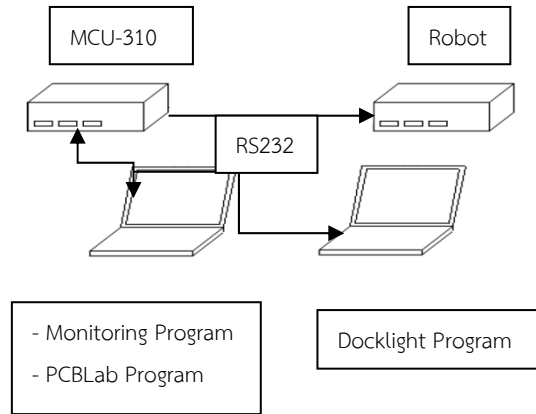 MCU-310
Robot
RS232
- Monitoring Program
- PCBLab Program
Docklight Program